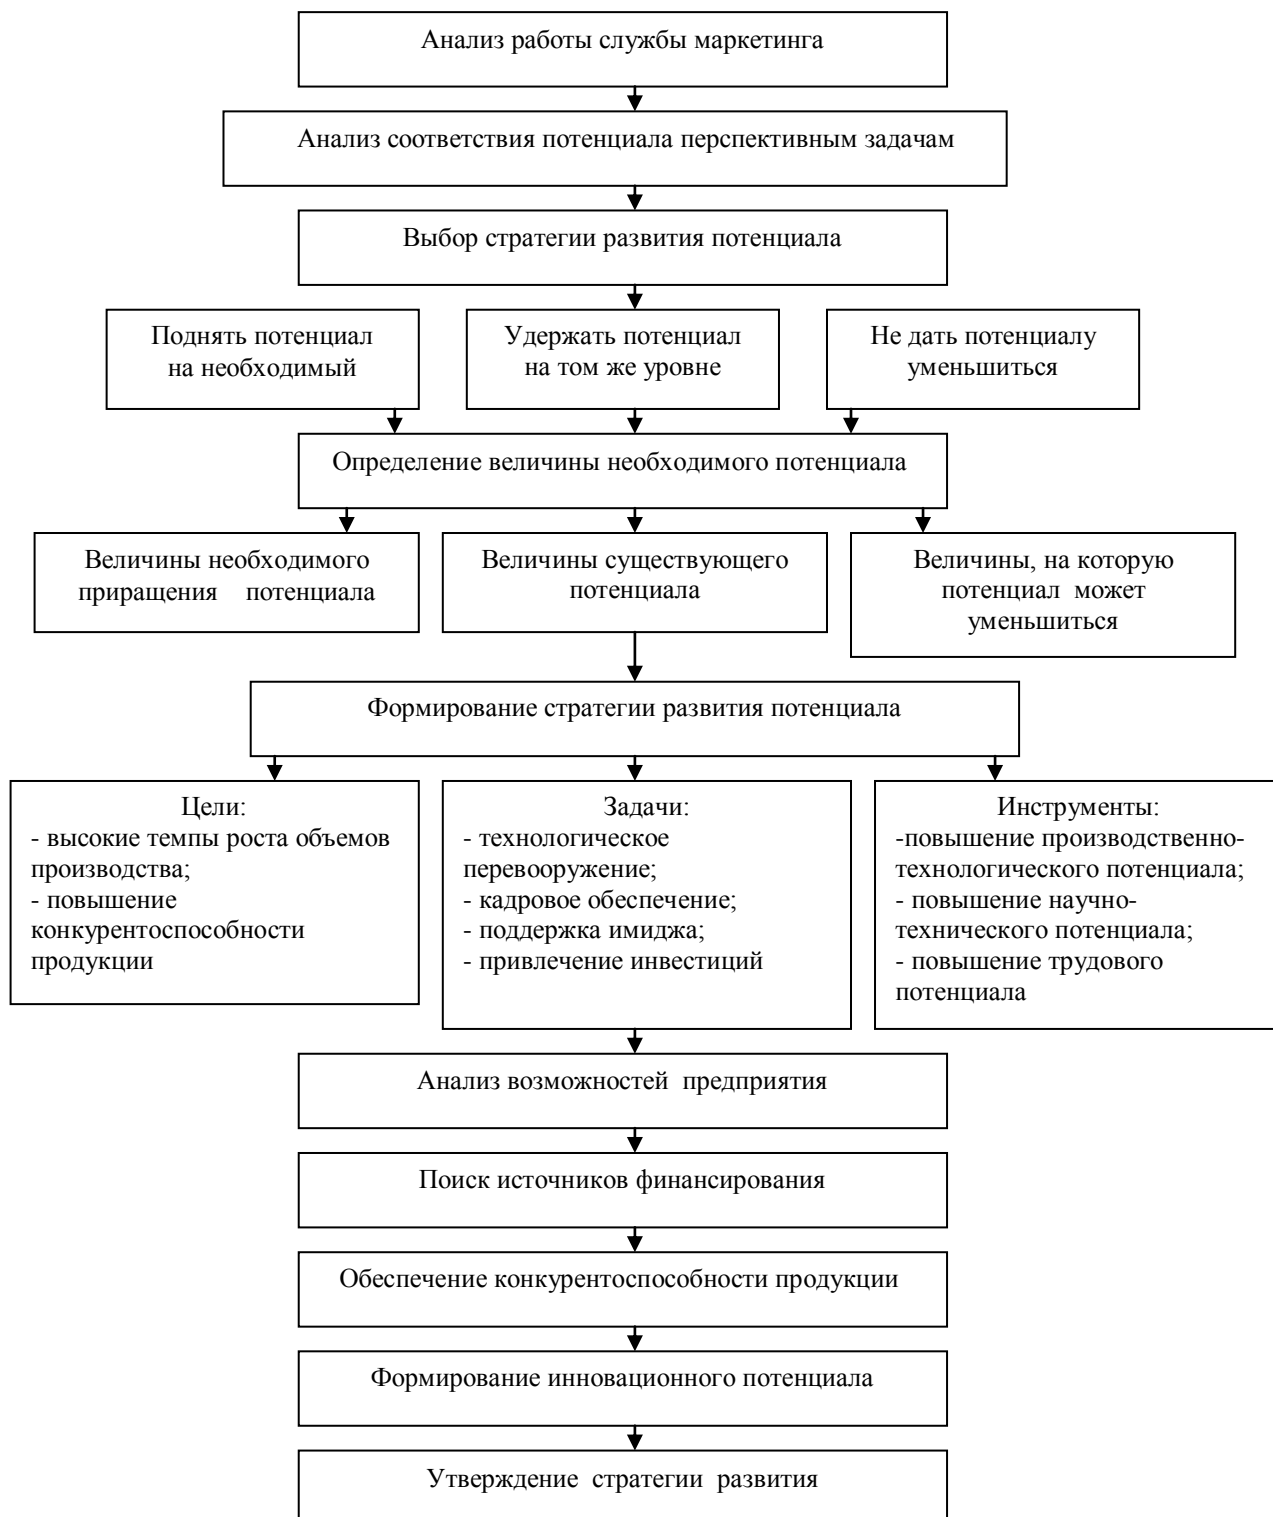 Анализ работы службы маркетинга
Анализ соответствия потенциала перспективным задачам
Выбор стратегии развития потенциала
Поднять потенциал
на необходимый
Удержать потенциал
на том же уровне
Не дать потенциалу
уменьшиться
Определение величины необходимого потенциала
Величины необходимого
приращения потенциала
Величины существующего
потенциала
Величины, на которую
потенциал может
уменьшиться
Формирование стратегии развития потенциала
Цели:
- высокие темпы роста объемов
производства;
- повышение
конкурентоспособности
продукции
Задачи:
- технологическое
перевооружение;
- кадровое обеспечение;
- поддержка имиджа;
- привлечение инвестиций
Инструменты:
-повышение производственно-
технологического потенциала;
- повышение научно-
технического потенциала;
- повышение трудового
потенциала
Анализ возможностей предприятия
Поиск источников финансирования
Обеспечение конкурентоспособности продукции
Формирование инновационного потенциала
Утверждение стратегии развития